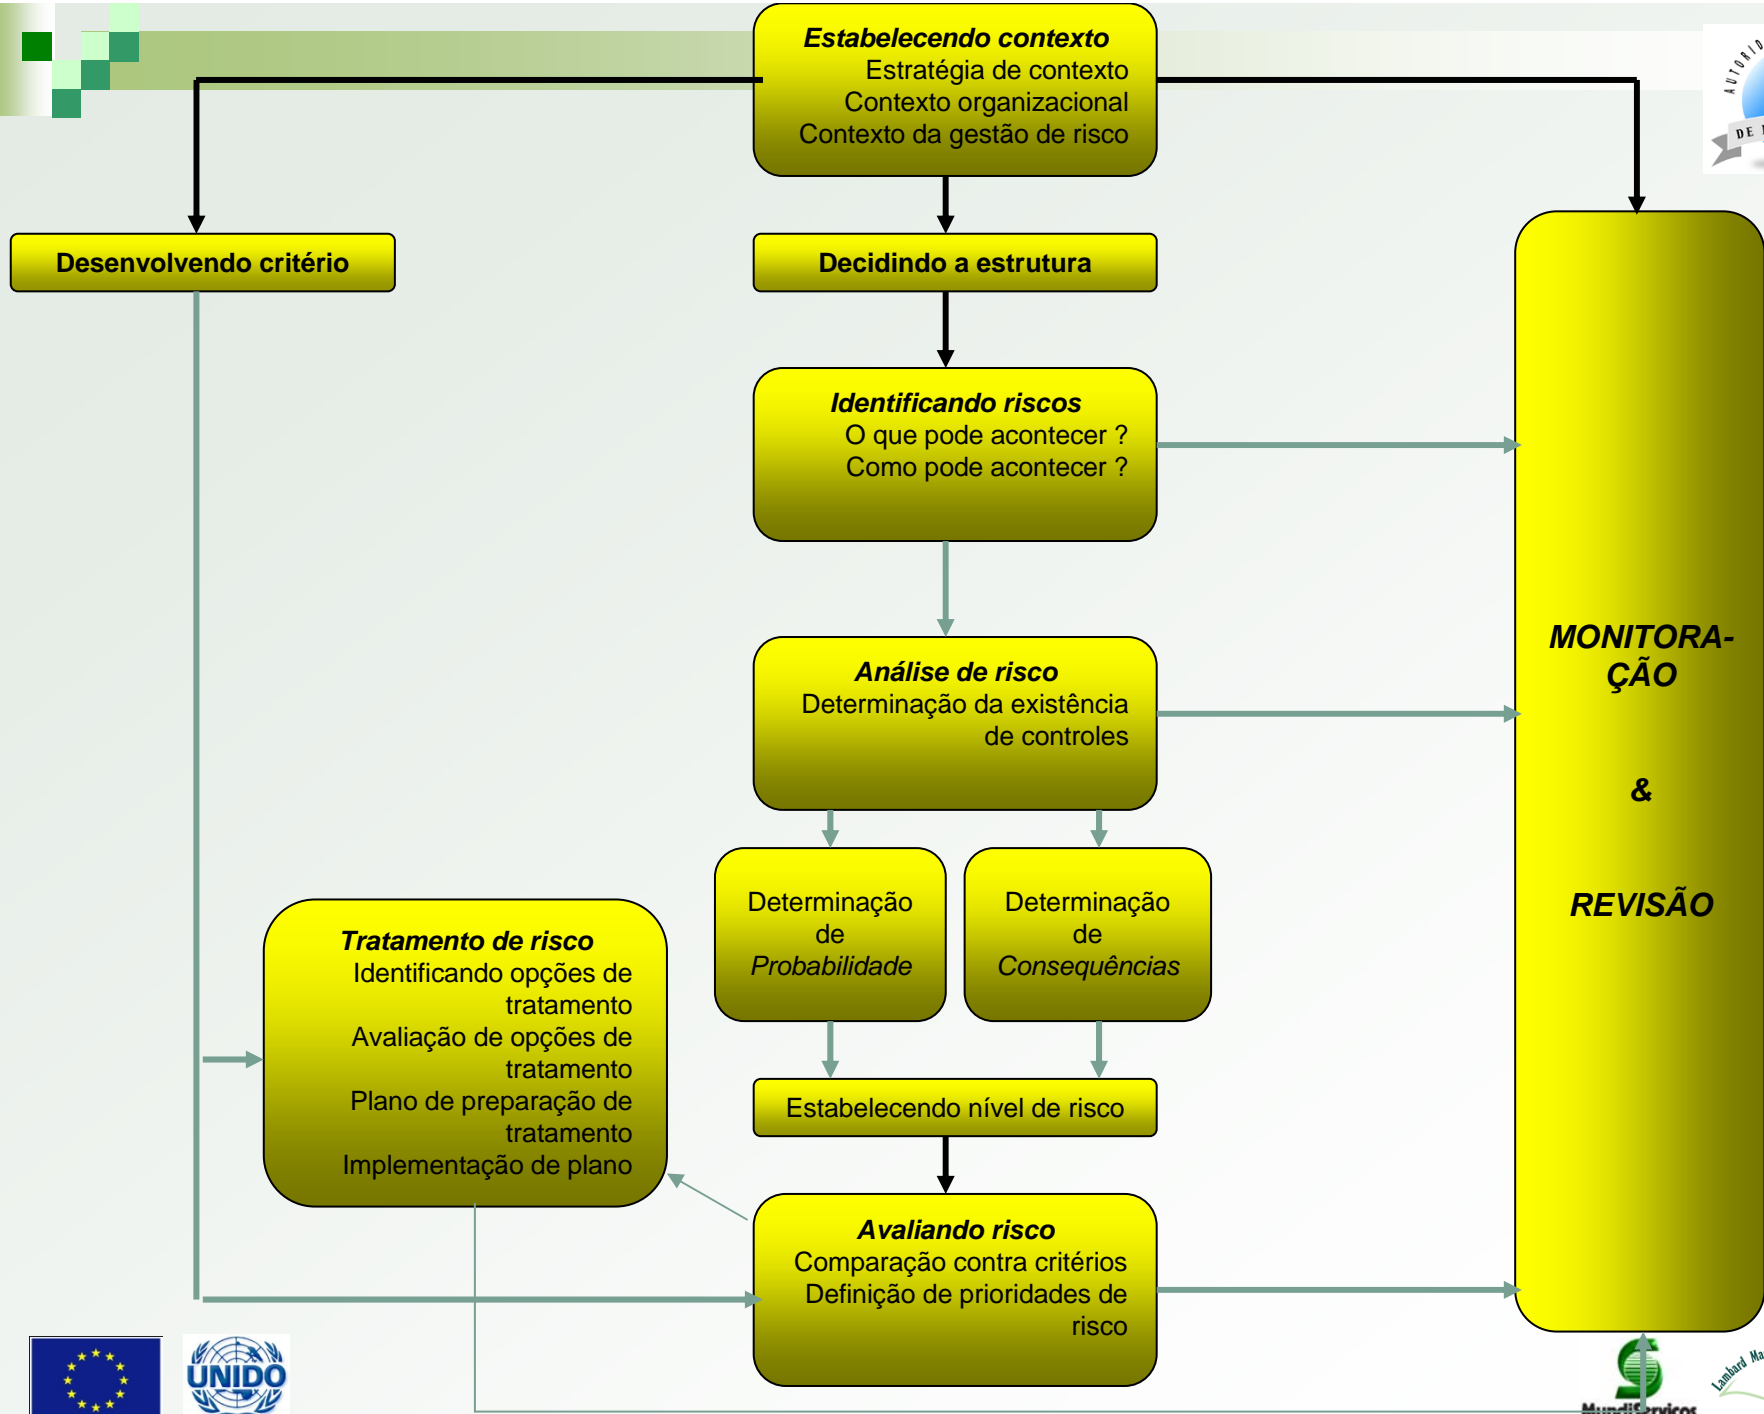 Estabelecendo contexto
Estratégia de contexto
Contexto organizacional
Contexto da gestão de risco
DE
Desenvolvendo critério
Decidindo a estrutura
Identificando riscos
O que pode acontecer ?
Como pode acontecer ?
Análise de risco
Determinação da existência
de controles
MONITORA-
ÇÃO
&
REVISÃO
Determinação
de
Probabilidade
Determinação
de
Consequências
Tratamento de risco
Identificando opções de
tratamento
Avaliação de opções de
tratamento
Plano de preparação de
tratamento
Implementação de plano
Estabelecendo nível de risco
Avaliando risco
Comparação contra critérios
Definição de prioridades de
risco
UNIDO
MundiServiços
Lambard